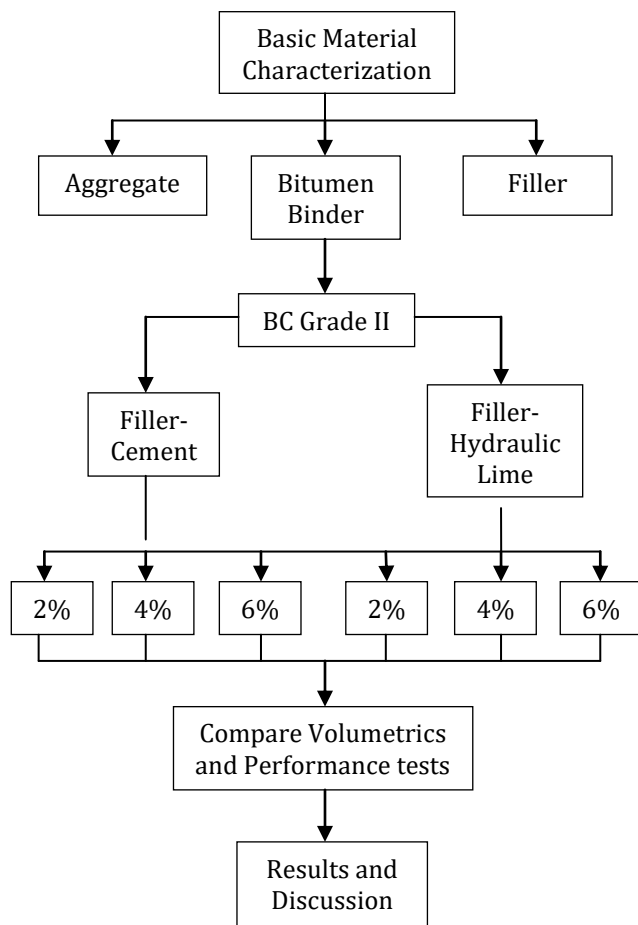 Basic Material
Characterization
Aggregate
Bitumen
Binder
Filler
BC Grade II
Filler-
Cement
Filler-
Hydraulic
Lime
2%
4%
6%
2%
4%
6%
Compare Volumetrics
and Performance tests
Results and
Discussion